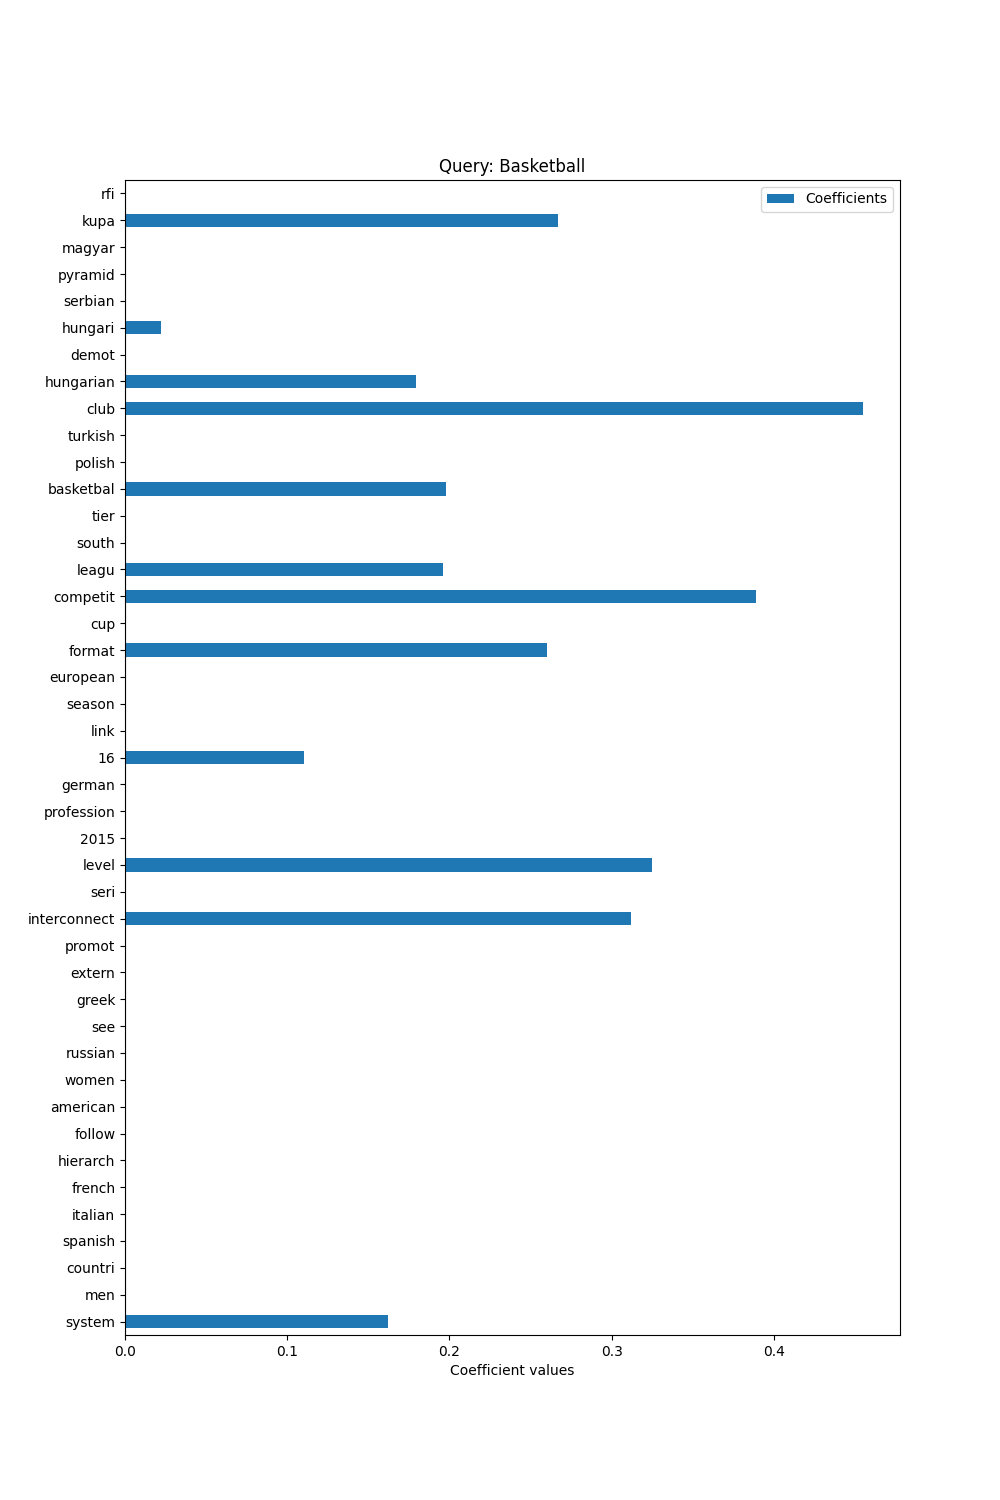 Query: Basketball
Coefficients
rfi
kupa
magyar
pyramid
serbian
hungari
demot
hungarian
club
turkish
polish
basketbal
tier
south
leagu
competit
cup
format
european
season
link
16
german
profession
2015
level
seri
interconnect
promot
extern
greek
see
russian
women
american
follow
hierarch
french
italian
spanish
countri
men
system
0.0 0.1 0.2 0.3 0.4
Coefficient values